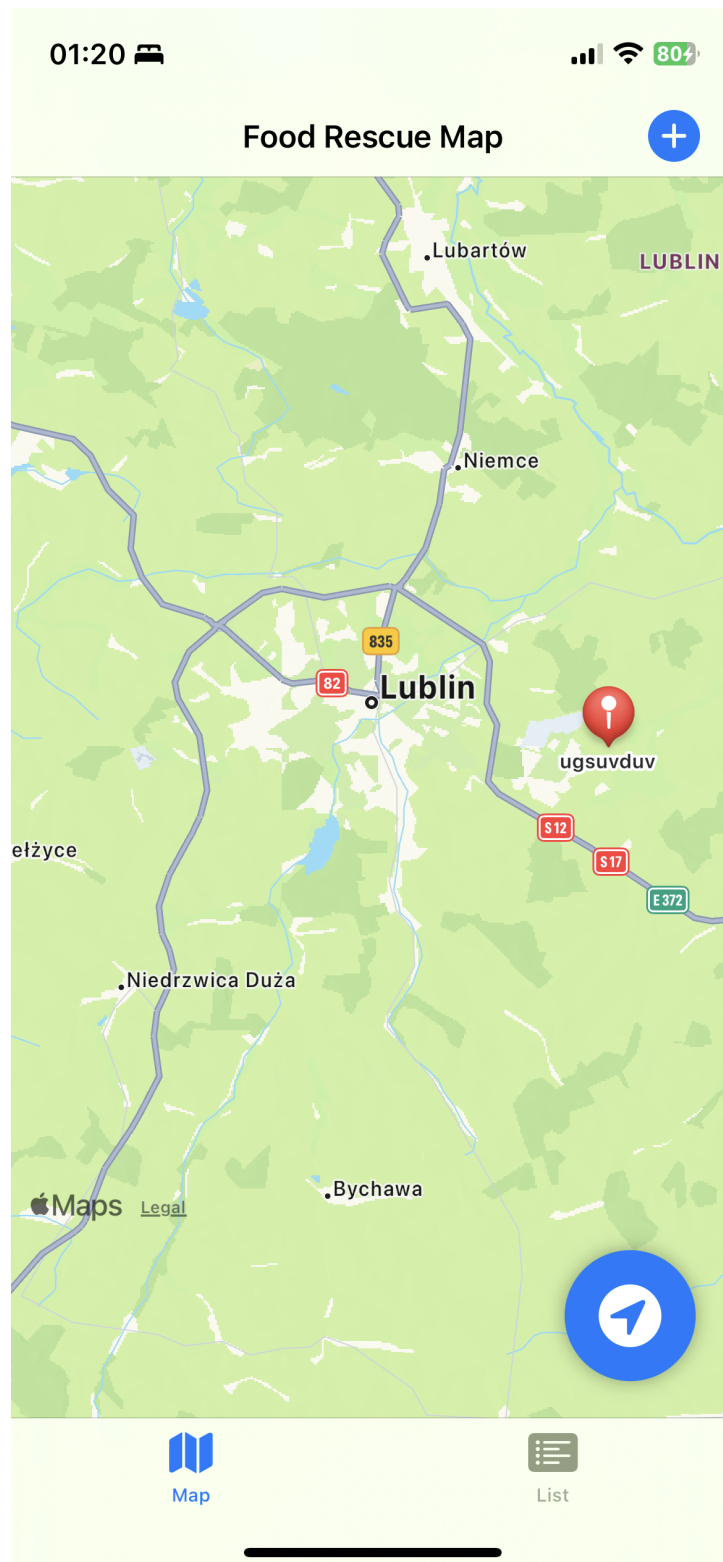 01:20
80
Food Rescue Map
Lubartów
LUBLIN
Niemce
835
82
Lublin
ugsuvduv
S12
S17
ełżyce
E 372
Niedrzwica Duża
Bychawa
Maps Legal
Map List